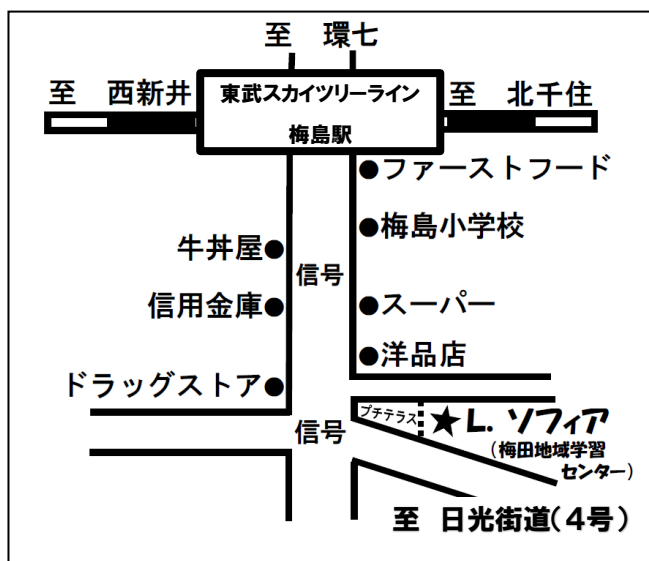 至 環七
至 西新井
東武スカイツリーライン
梅島駅
至 北千住
●ファーストフード
●梅島小学校
牛丼屋●
信号
信用金庫●
●スーパー
●洋品店
ドラッグストア●
プチテラス
★L. ソフィア
(梅田地域学習
センター)
信号
至 日光街道(4号)